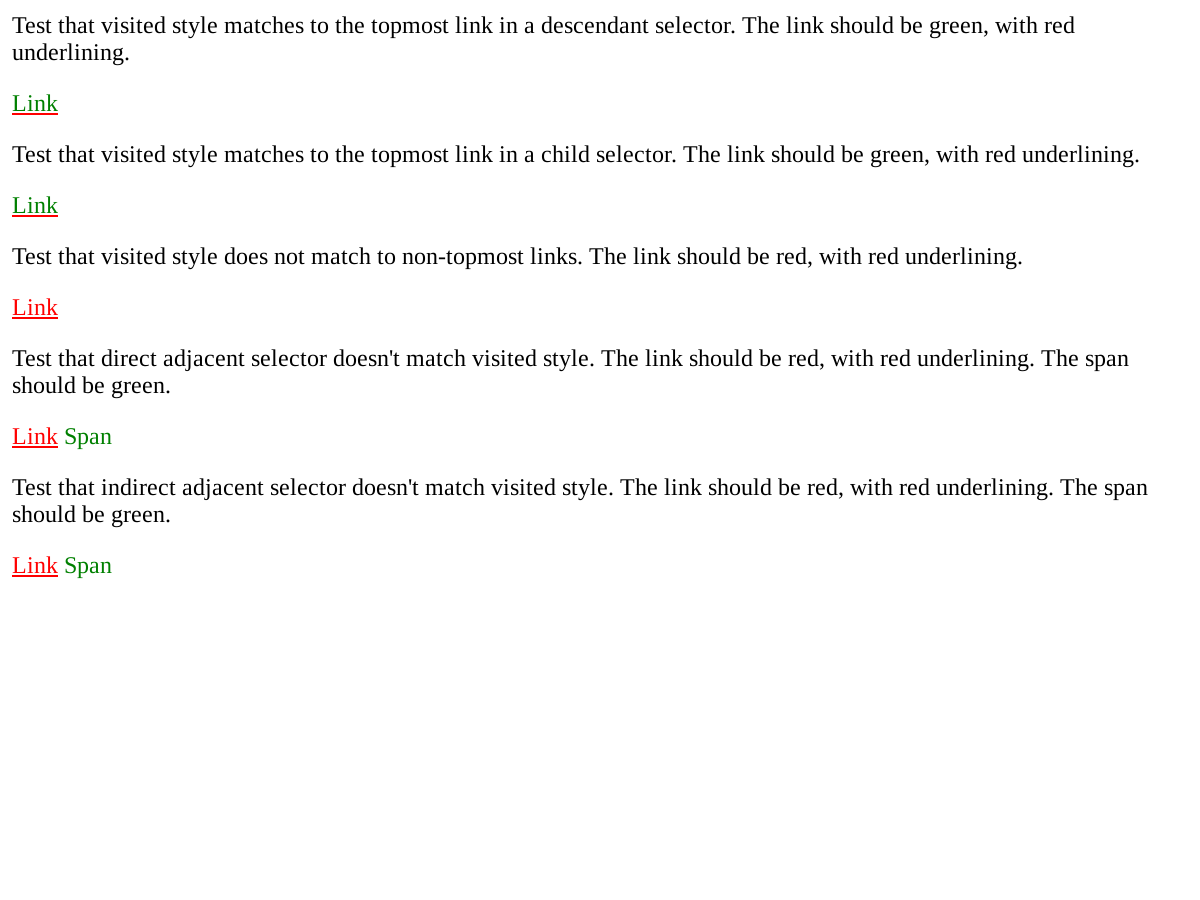 Test that visited style matches to the topmost link in a descendant selector. The link should be green, with red
underlining.
Link
Test that visited style matches to the topmost link in a child selector. The link should be green, with red underlining.
Link
Test that visited style does not match to non-topmost links. The link should be red, with red underlining.
Link
Test that direct adjacent selector doesn't match visited style. The link should be red, with red underlining. The span
should be green.
Link Span
Test that indirect adjacent selector doesn't match visited style. The link should be red, with red underlining. The span
should be green.
Link Span